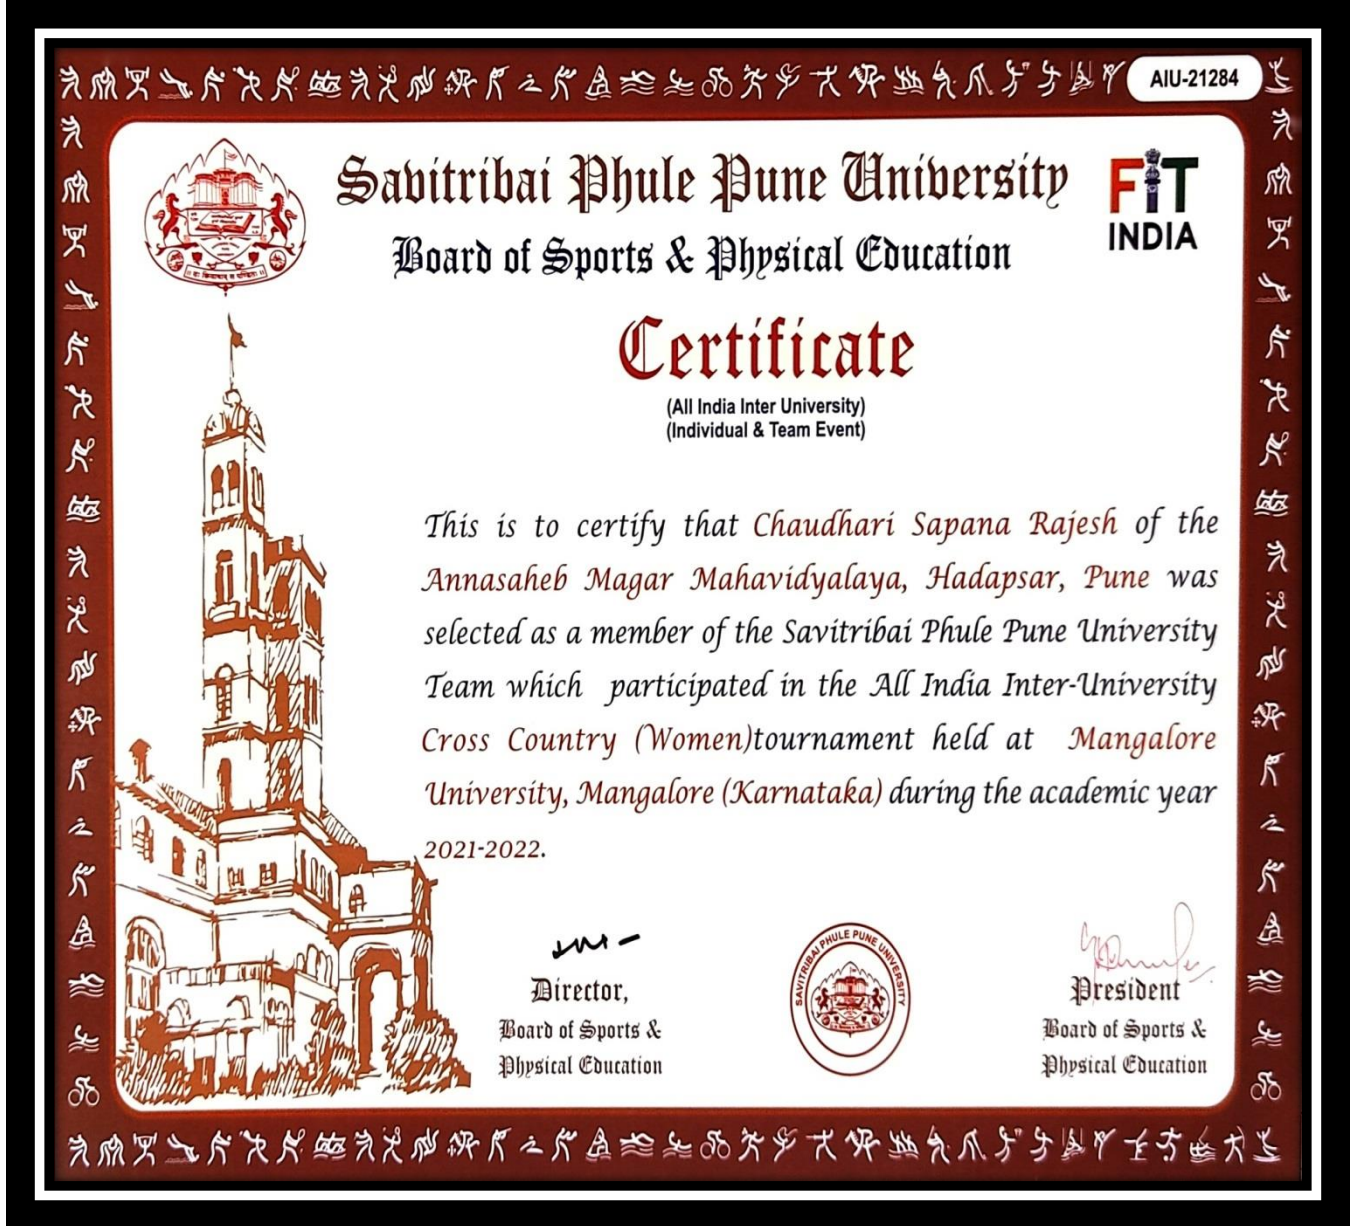 AIU-21284
Savitribai Phule Pune University
Board of Sports & Physical Education
FIT
INDIA
Certificate
(All India Inter University)
(Individual & Team Event)
This is to certify that Chaudhari Sapana Rajesh of the
Annasaheb Magar Mahavidyalaya, Hadapsar, Pune was
selected as a member of the Savitribai Phule Pune University
Team which participated in the All India Inter-University
Cross Country (Women)tournament held at Mangalore
University, Mangalore (Karnataka) during the academic year
2021-2022.
Director,
Board of Sports &
Physical Education
SAVITRIBAI PHULE PUNE UNIVERSITY
President
Board of Sports &
Physical Education